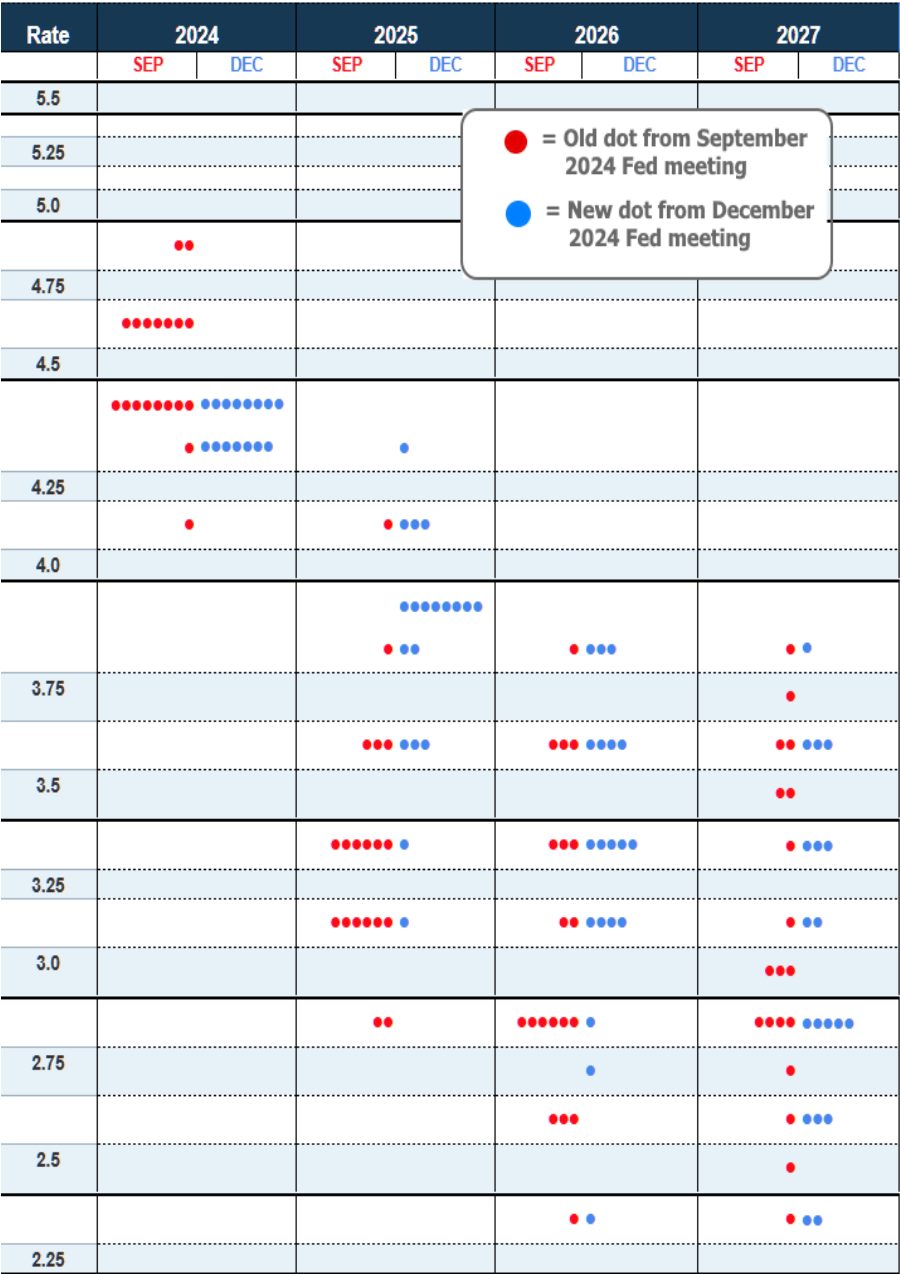 Rate 2024 2025 2026 2027
SEP DEC SEP DEC SEP DEC SEP DEC
5.5
= Old dot from September
2024 Fed meeting
5.25
= New dot from December
2024 Fed meeting
5.0
4.75
4.5
4.25
4.0
3.75
3.5
3.25
3.0
2.75
2.5
2.25